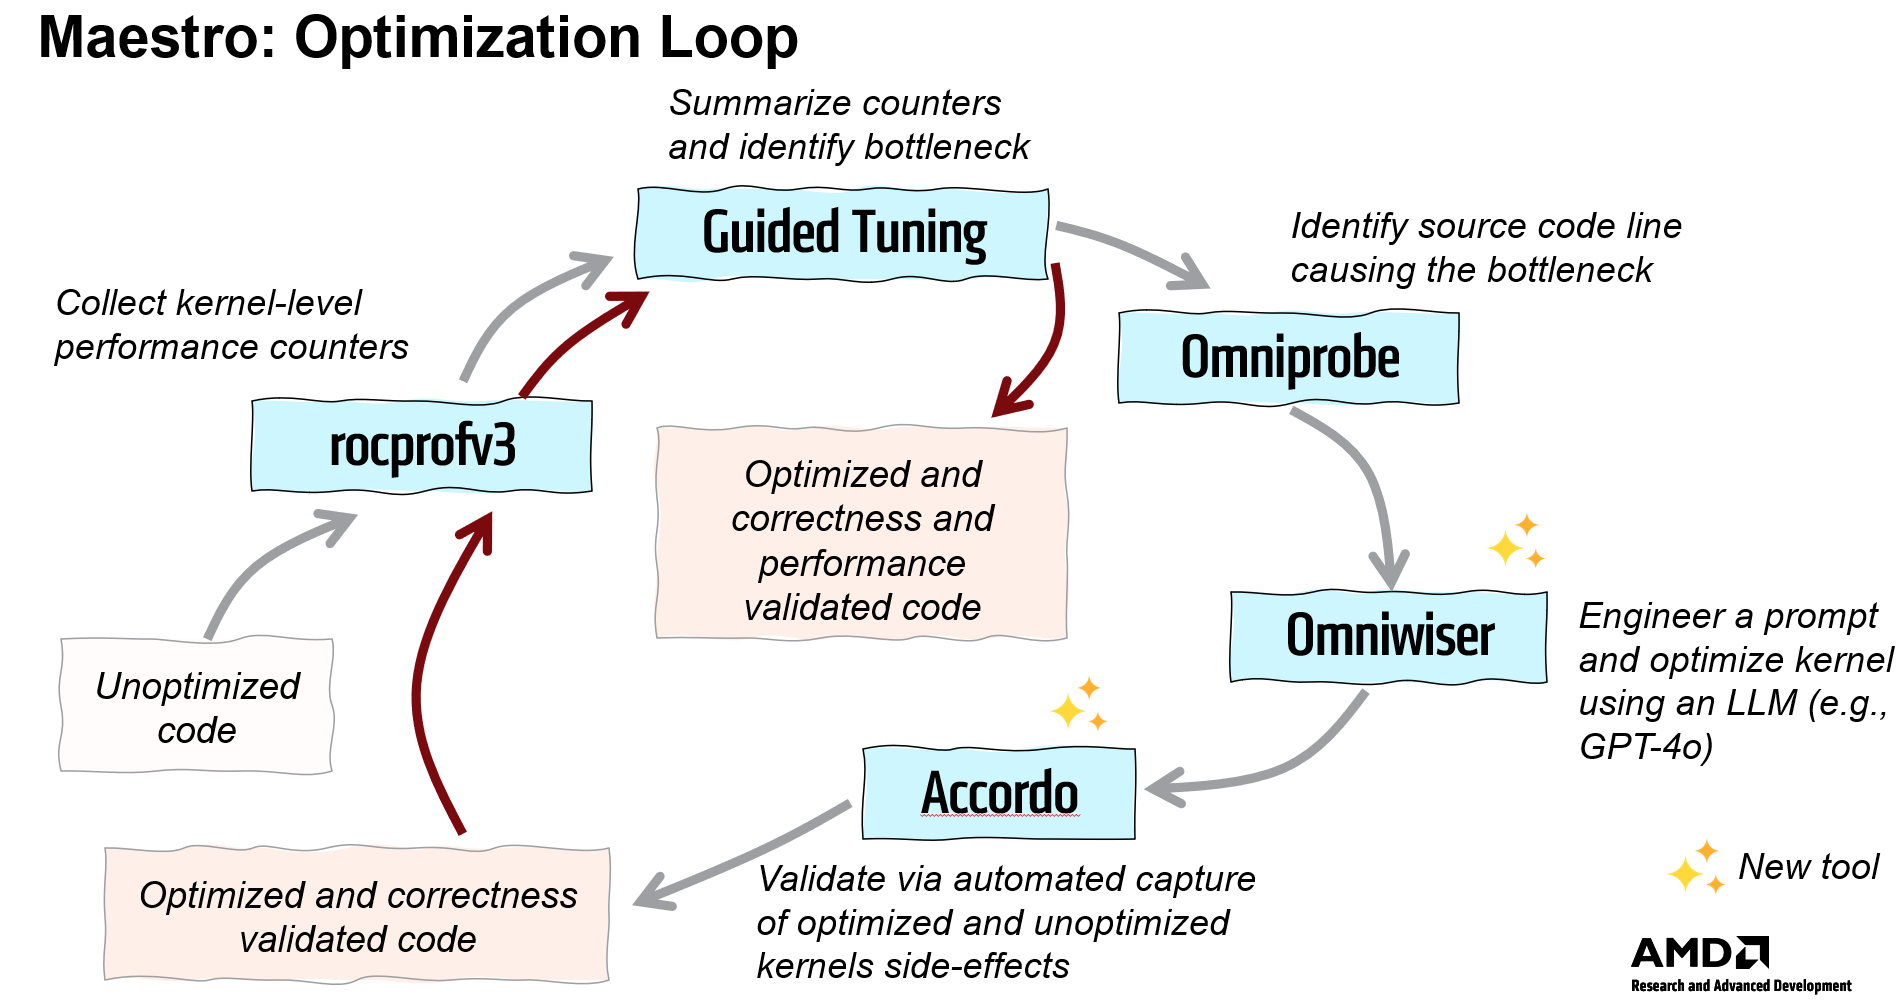 Maestro: Optimization Loop
Summarize counters
and identify bottleneck
Guided Tuning
Identify source code line
causing the bottleneck
Collect kernel-level
performance counters
Omniprobe
rocprofv3
Optimized and
correctness and
performance
validated code
Omniwiser
Engineer a prompt
and optimize kernel
using an LLM (e.g.,
GPT-4o)
Unoptimized
code
Accordo
Validate via automated capture
of optimized and unoptimized
kernels side-effects
Optimized and correctness
validated code
New tool
AMD
Research and Advanced Development